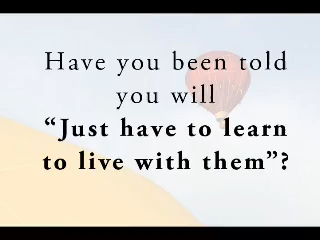 Have you been told
you will
“Just have to learn
to live with them”?